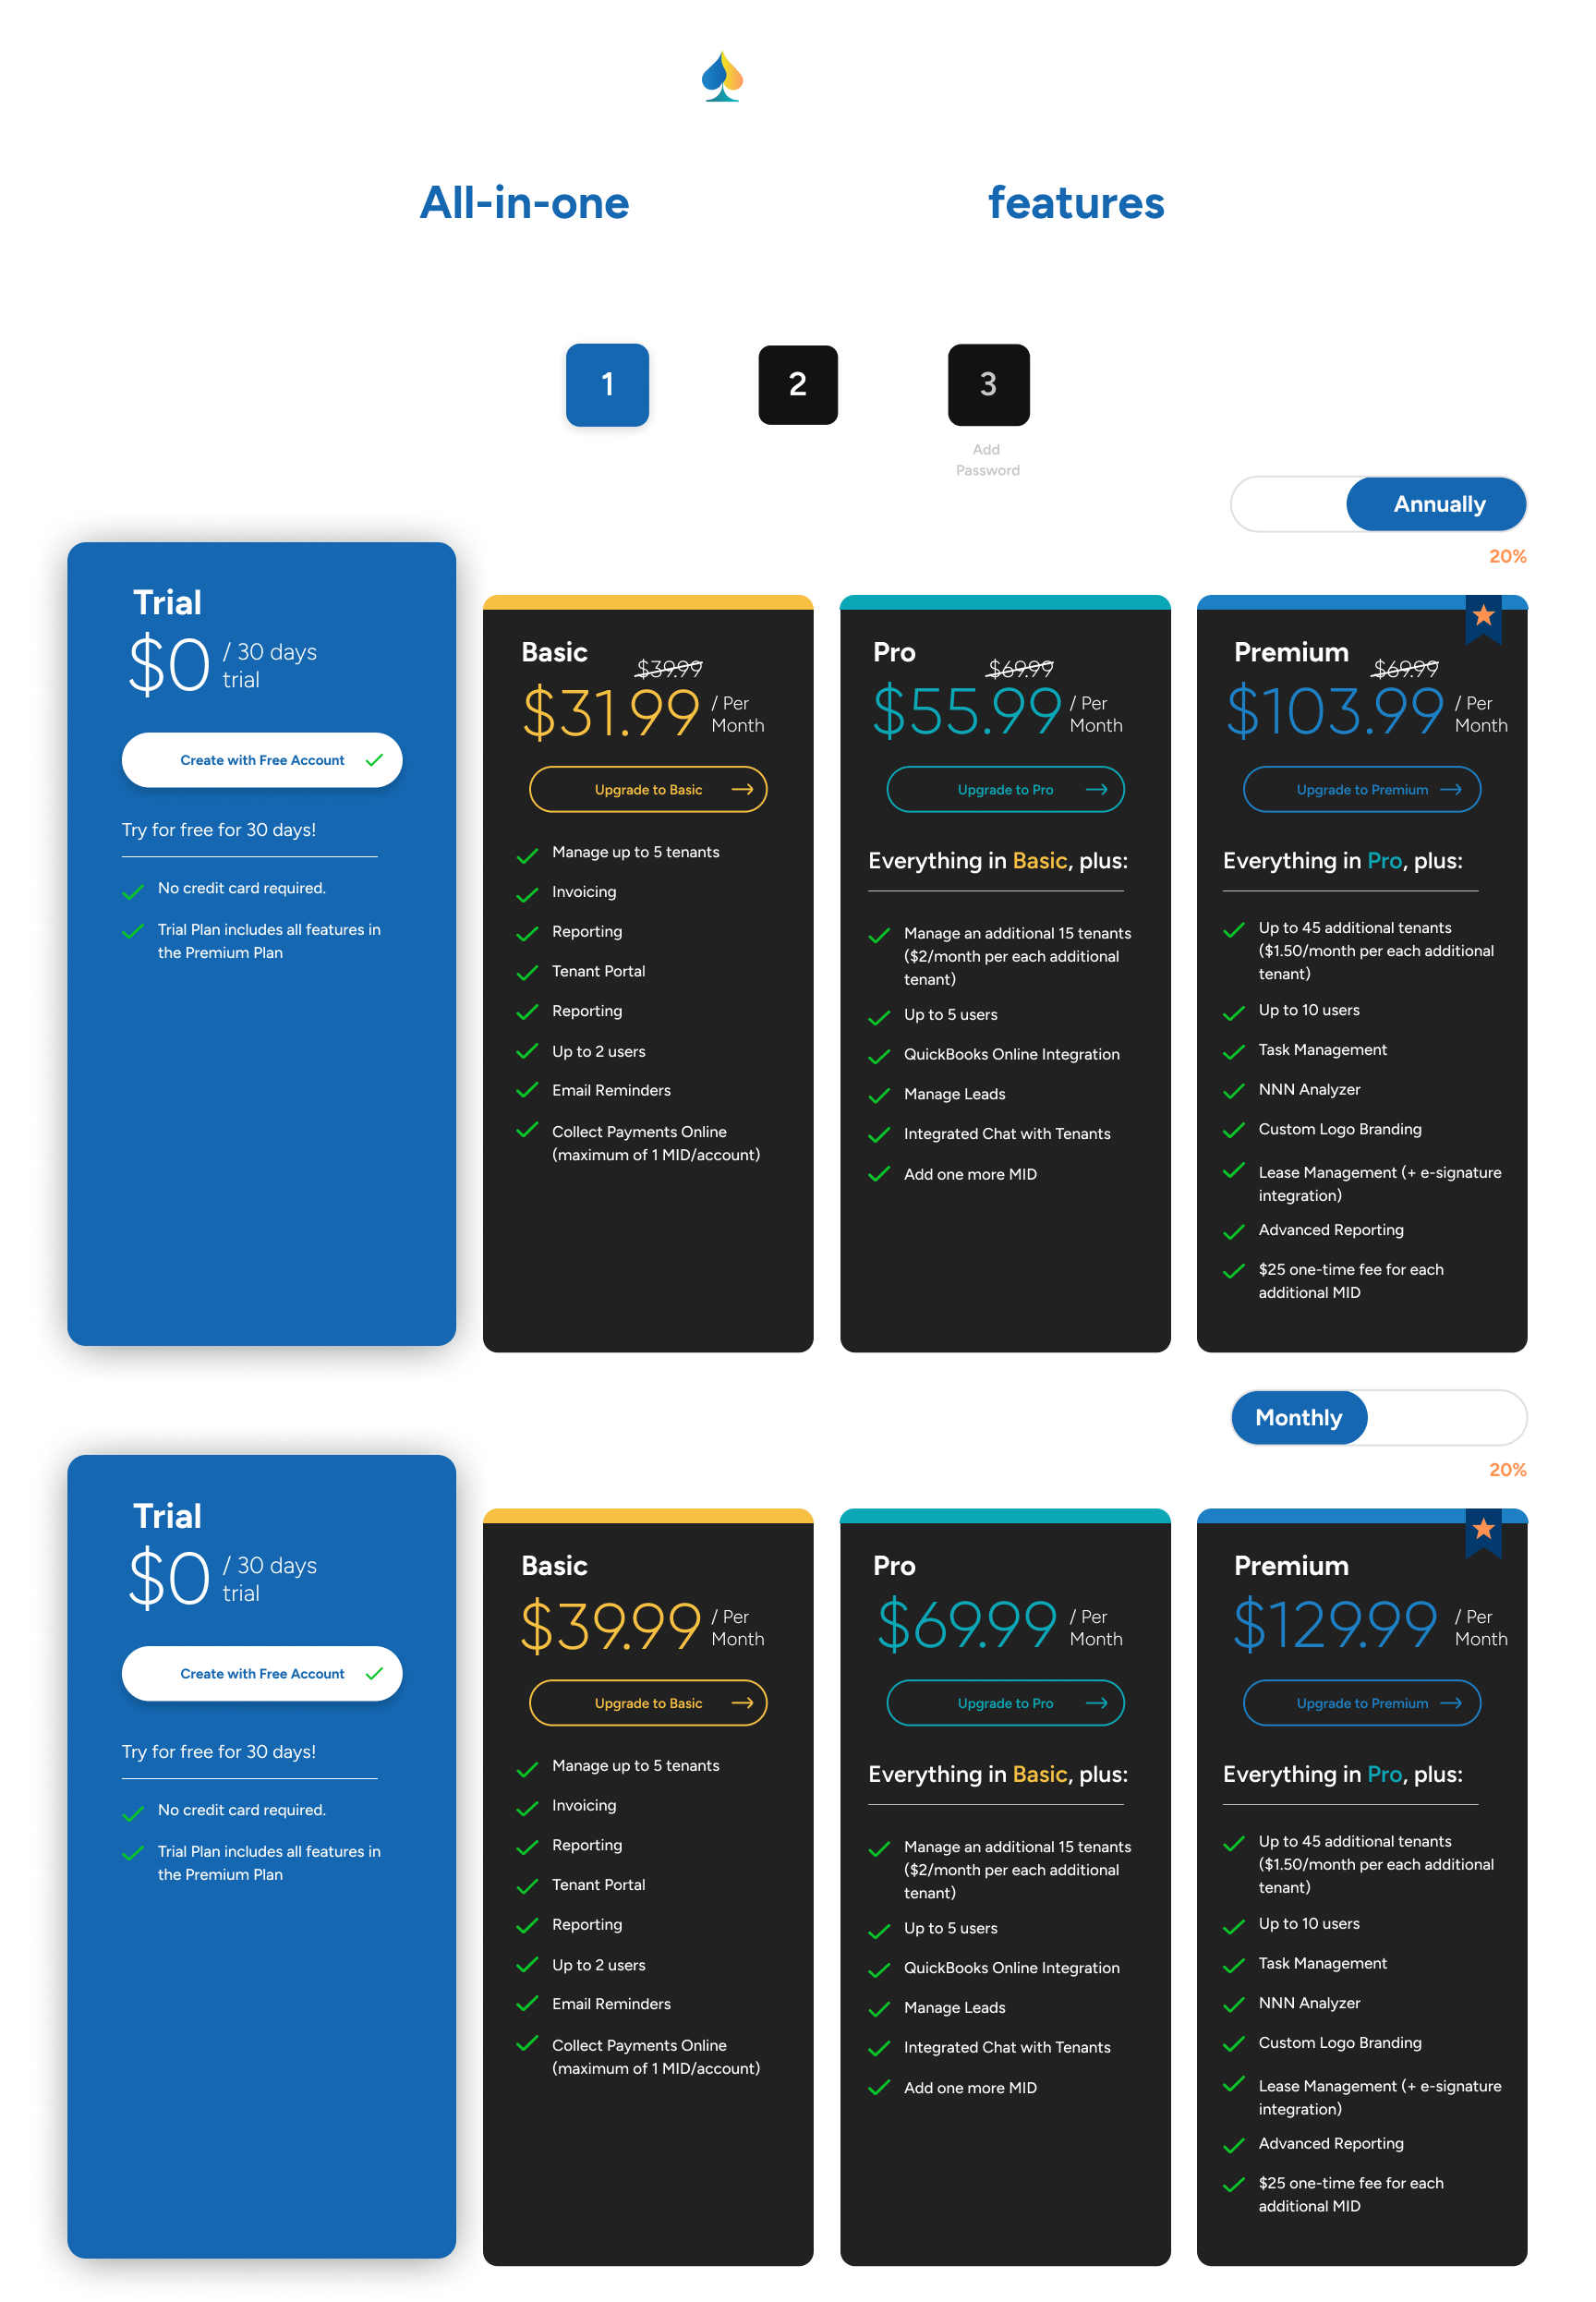 All-in-one features
1
2
3
Add
Password
Annually
20%
Trial
$0
/ 30 days
trial
Create with Free Account
Try for free for 30 days!
No credit card required.
Trial Plan includes all features in
the Premium Plan
Basic
$39.99
$31.99
/ Per
Month
Upgrade to Basic
Manage up to 5 tenants
Invoicing
Reporting
Tenant Portal
Reporting
Up to 2 users
Email Reminders
Collect Payments Online
(maximum of 1 MID/account)
Pro
$69.99
$55.99
/ Per
Month
Upgrade to Pro
Everything in Basic, plus:
Manage an additional 15 tenants
($2/month per each additional
tenant)
Up to 5 users
QuickBooks Online Integration
Manage Leads
Integrated Chat with Tenants
Add one more MID
Premium
$69.99
$103.99
/ Per
Month
Upgrade to Premium
Everything in Pro, plus:
Up to 45 additional tenants
($1.50/month per each additional
tenant)
Up to 10 users
Task Management
NNN Analyzer
Custom Logo Branding
Lease Management (+ e-signature
integration)
Advanced Reporting
$25 one-time fee for each
additional MID
Monthly
20%
Trial
$0
/ 30 days
trial
Create with Free Account
Try for free for 30 days!
No credit card required.
Trial Plan includes all features in
the Premium Plan
Basic
$39.99
/ Per
Month
Upgrade to Basic
Manage up to 5 tenants
Invoicing
Reporting
Tenant Portal
Reporting
Up to 2 users
Email Reminders
Collect Payments Online
(maximum of 1 MID/account)
Pro
$69.99
/ Per
Month
Upgrade to Pro
Everything in Basic, plus:
Manage an additional 15 tenants
($2/month per each additional
tenant)
Up to 5 users
QuickBooks Online Integration
Manage Leads
Integrated Chat with Tenants
Add one more MID
Premium
$129.99
/ Per
Month
Upgrade to Premium
Everything in Pro, plus:
Up to 45 additional tenants
($1.50/month per each additional
tenant)
Up to 10 users
Task Management
NNN Analyzer
Custom Logo Branding
Lease Management (+ e-signature
integration)
Advanced Reporting
$25 one-time fee for each
additional MID